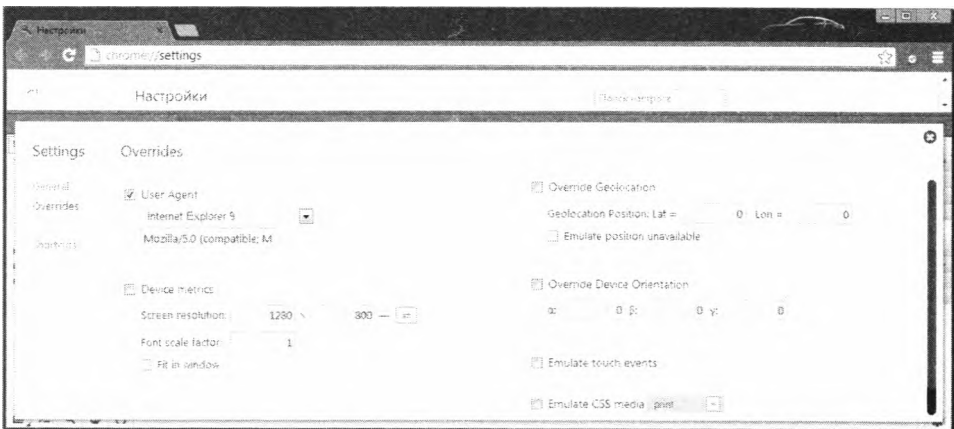 Настройки
chrome://settings
Настройки
Settings
Overrides
General
Overrides
User Agent
Internet Explorer 9
Mozilla/5.0 (compatible; M
Device metrics
Screen resolution: 1280 300
Font scale factor: 1
Fit in window
Override Geolocation
Geolocation Position: Lat = 0 Lon = 0
Emulate position unavailable
Override Device Orientation
α: 0 β: 0 γ: 0
Emulate touch events
Emulate CSS media print